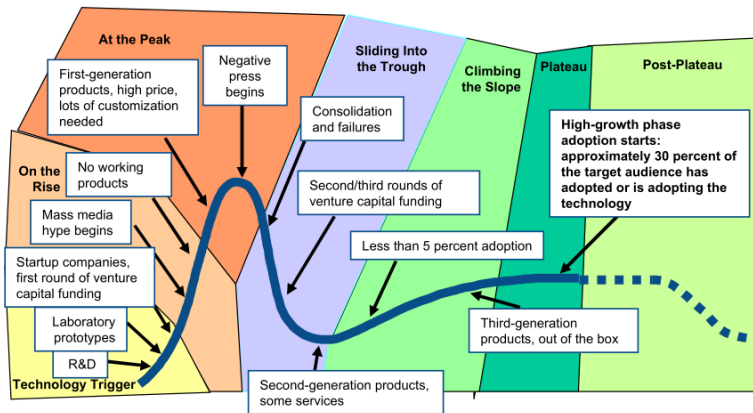 At the Peak
Negative
press
begins
Sliding Into
the Trough
Climbing
the Slope
Plateau
Post-Plateau
First-generation
products, high price,
lots of customization
needed
Consolidation
and failures
High-growth phase
adoption starts:
approximately 30 percent of
the target audience has
adopted or is adopting the
technology
On the
Rise
No working
products
Second/third rounds of
venture capital funding
Mass media
hype begins
Less than 5 percent adoption
Startup companies,
first round of venture
capital funding
Laboratory
prototypes
Third-generation
products, out of the box
R&D
Technology Trigger
Second-generation products,
some services